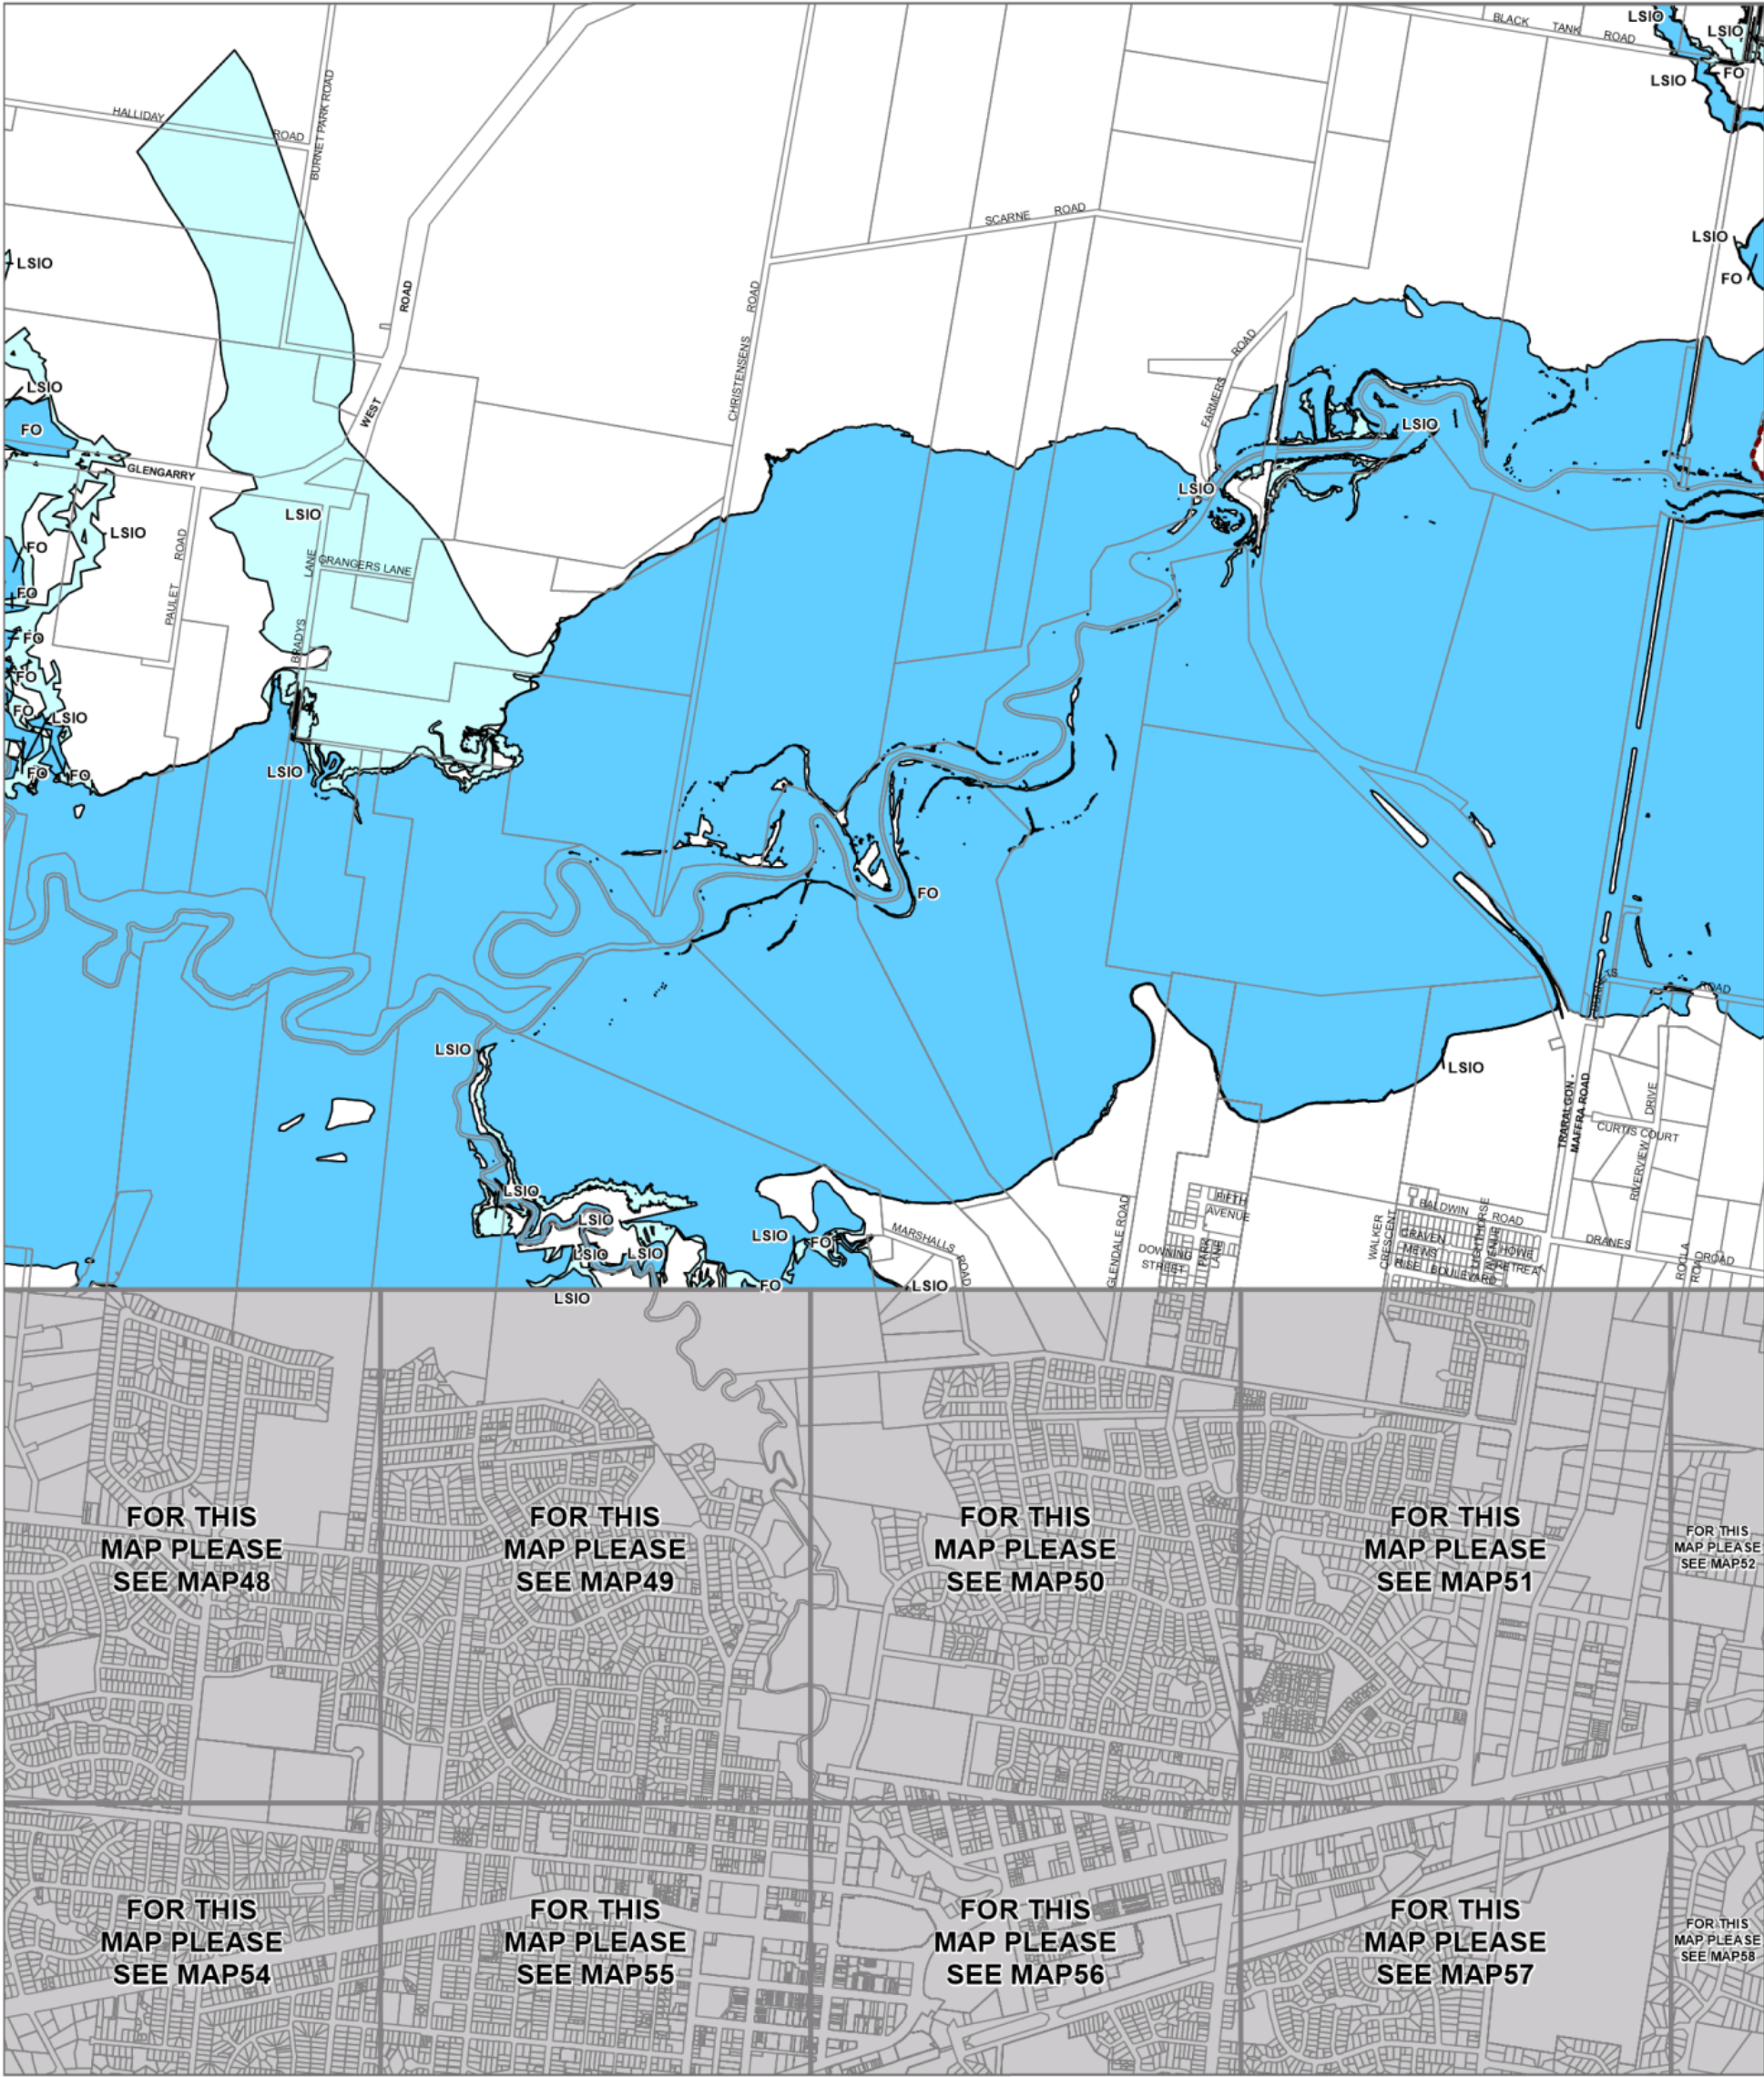 BLACK TANK ROAD
LSIO
LSIO
LSIO
FO
HALLIDAY ROAD
BURNET PARK ROAD
SCARNE ROAD
LSIO
LSIO
FO
ROAD
CHRISTENSENS ROAD
FARMERS ROAD
LSIO
WEST
LSIO
FO
GLENGARRY
LSIO
LSIO
LSIO
FO
PAULET ROAD
GRANGERS LANE
BRADYS LANE
FO
FO
FO
FO
LSIO
FO
FO
LSIO
FO
ROAD
LSIO
LSIO
TRARALGON -
MAFFRA ROAD
RIVERVIEW DRIVE
CURTIS COURT
LSIO
LSIO
LSIO
LSIO
LSIO
FO
FO
LSIO
LSIO
MARSHALLS ROAD
GLENDALE ROAD
FIFTH
AVENUE
PARK
LANE
DOWNING
STREET
WALKER
CRESCENT
BALDWIN ROAD
CRAVEN
MEWS
RISE BOULEVARD
LIGHTHORSE
AVENUE
HOWE
RETREAT
DRANES ROAD
ROCLA
ROAD
FOR THIS
MAP PLEASE
SEE MAP48
FOR THIS
MAP PLEASE
SEE MAP49
FOR THIS
MAP PLEASE
SEE MAP50
FOR THIS
MAP PLEASE
SEE MAP51
FOR THIS
MAP PLEASE
SEE MAP52
FOR THIS
MAP PLEASE
SEE MAP54
FOR THIS
MAP PLEASE
SEE MAP55
FOR THIS
MAP PLEASE
SEE MAP56
FOR THIS
MAP PLEASE
SEE MAP57
FOR THIS
MAP PLEASE
SEE MAP58